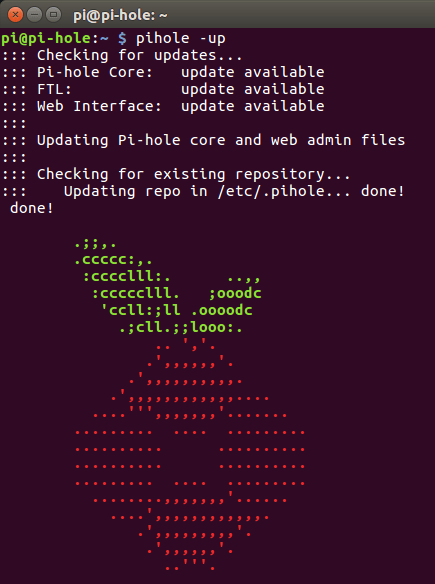 pi@pi-hole: ~
pi@pi-hole:~ $ pihole -up
::: Checking for updates...
::: Pi-hole Core:   update available
::: FTL:            update available
::: Web Interface:  update available
:::
::: Updating Pi-hole core and web admin files
:::
::: Checking for existing repository...
:::    Updating repo in /etc/.pihole... done!
 done!

        .;;,.
        .ccccc:,.
         :cccclll:.      ..,,
          :ccccclll.   ;ooodc
           'ccll:;ll .oooodc
             .;cll.;;looo:.
                 .. ','.
                .',,,,,,'.
              .',,,,,,,,,,.
            .',,,,,,,,,,,,....
          ....''',,,,,,,'.......
        .........  ....  .........
        ..........      ..........
        ..........      ..........
        .........  ....  .........
          ........,,,,,,,'......
            ....',,,,,,,,,,,,.
               .',,,,,,,,,'.
                .',,,,,,'.
                  ..'''.